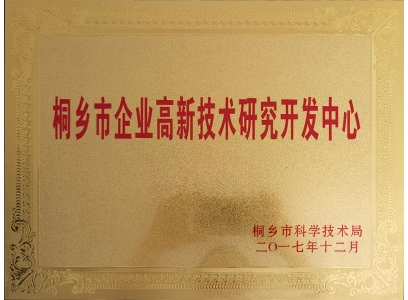 桐乡市企业高新技术研究开发中心
桐乡市科学技术局
二〇一七年十二月